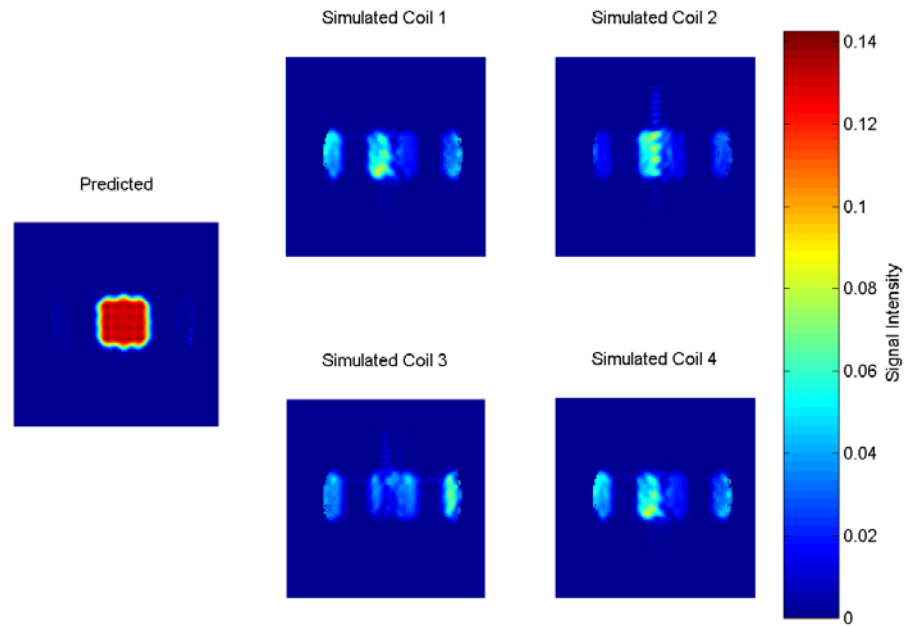 Simulated Coil 1
Simulated Coil 2
Predicted
Simulated Coil 3
Simulated Coil 4
0.14
0.12
0.1
0.08
0.06
0.04
0.02
0
Signal Intensity